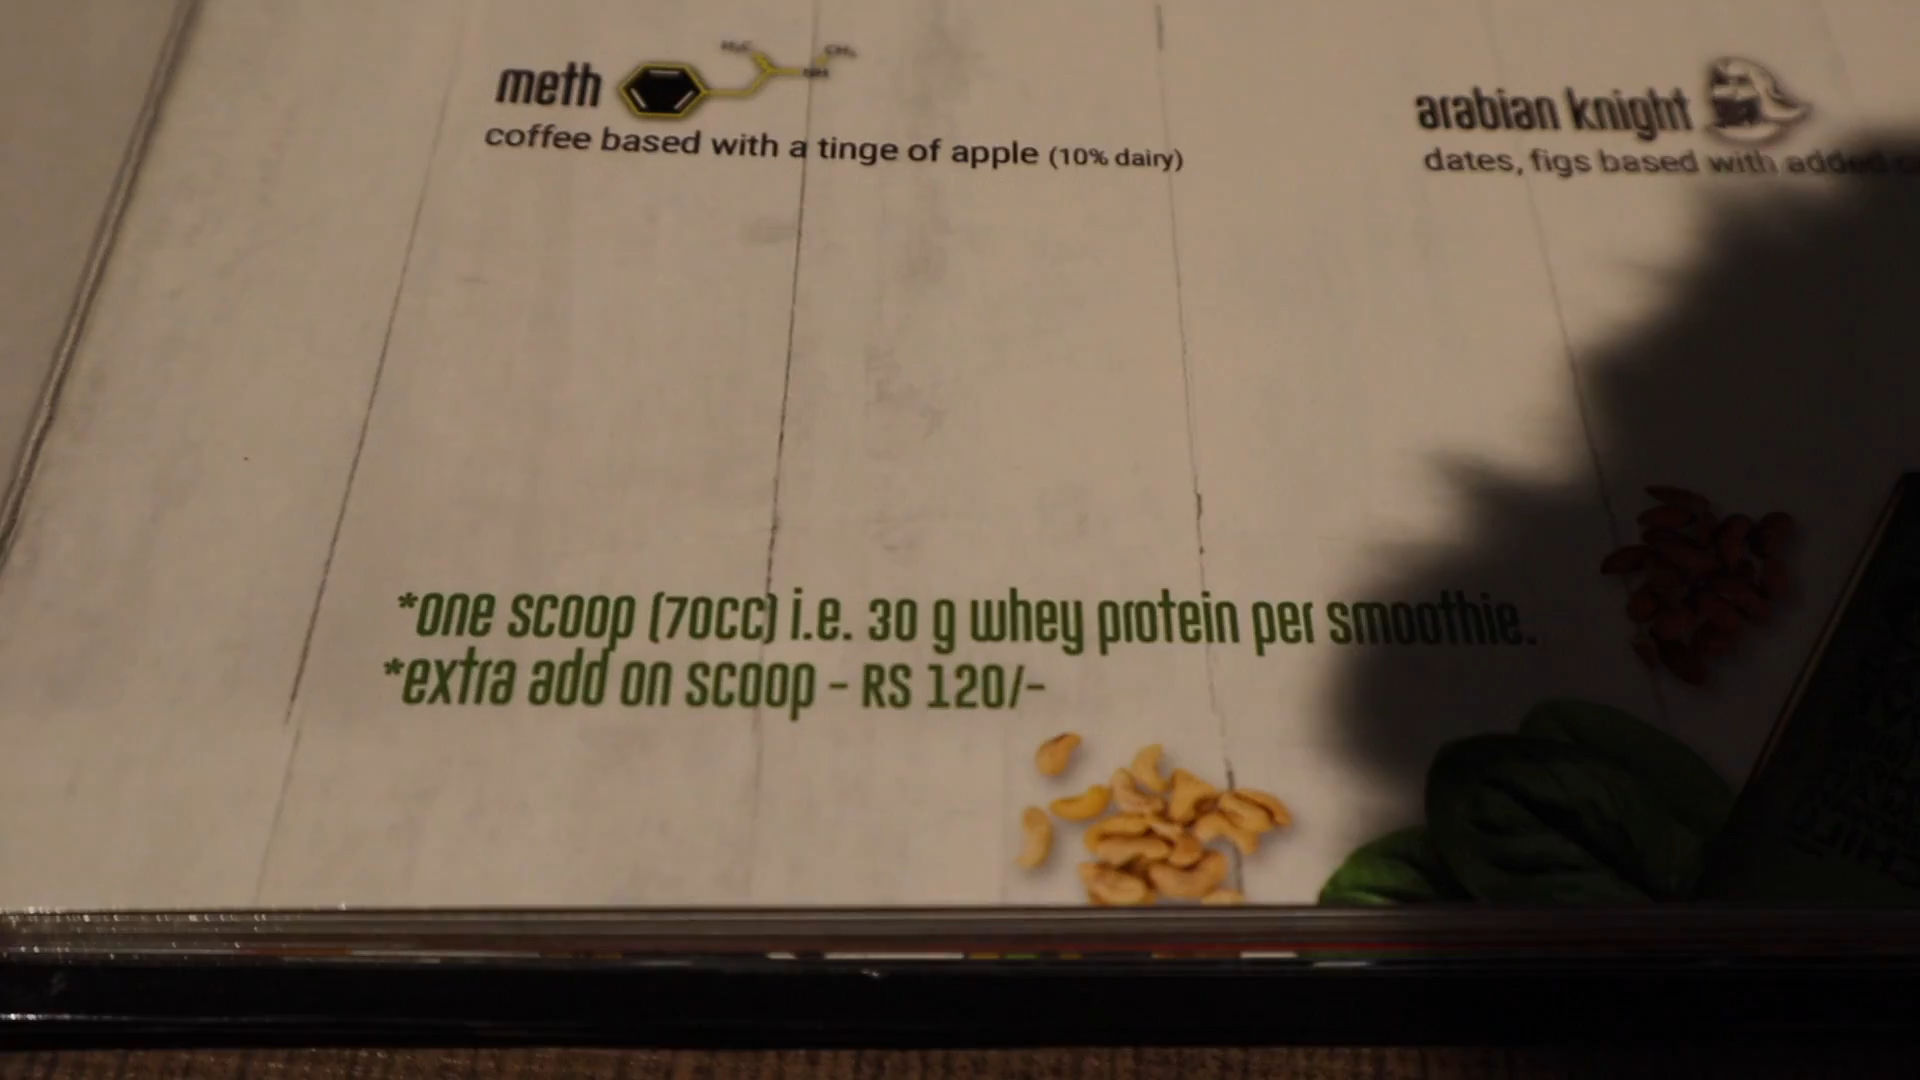 meth
coffee based with a tinge of apple (10% dairy)
arabian knight
dates, figs based with added
*one scoop (70cc) i.e. 30 g whey protein per smoothie.
*extra add on scoop - RS 120/-